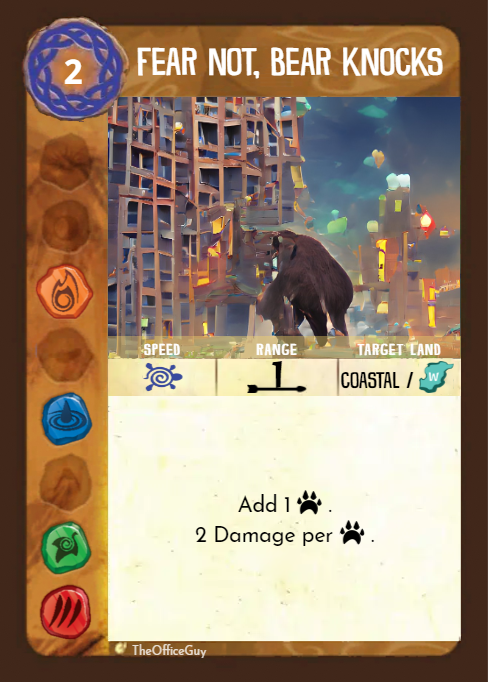 2
FEAR NOT, BEAR KNOCKS
SPEED RANGE TARGET LAND
1 COASTAL / W
Add 1 .
2 Damage per .
TheOfficeGuy